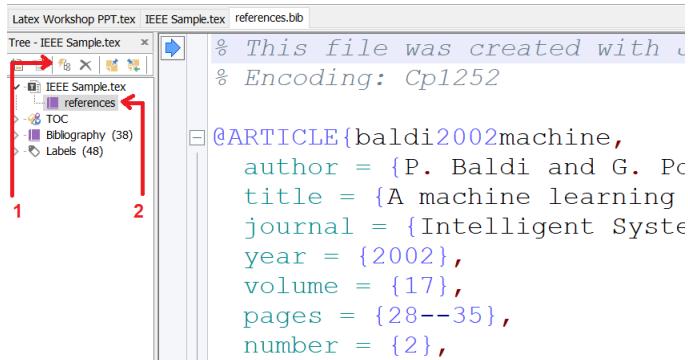 Latex Workshop PPT.tex IEEE Sample.tex references.bib
Tree - IEEE Sample.tex
IEEE Sample.tex
references
TOC
Bibliography (38)
Labels (48)
1 2
% This file was created with J
% Encoding: Cp1252
@ARTICLE{baldi2002machine,
author = {P. Baldi and G. Po
title = {A machine learning
journal = {Intelligent Syste
year = {2002},
volume = {17},
pages = {28--35},
number = {2},